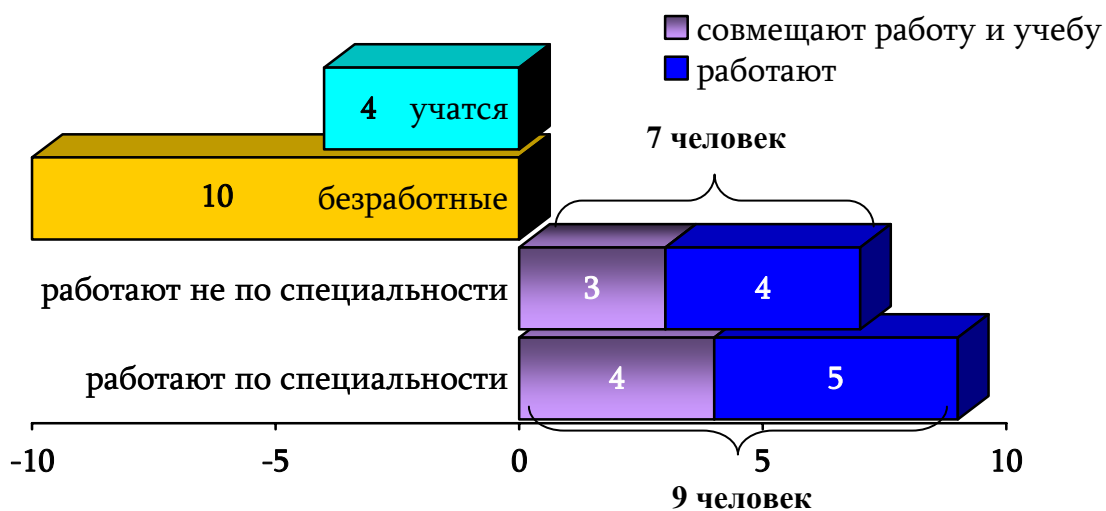 совмещают работу и учебу
работают
4 учатся
7 человек
10 безработные
работают не по специальности
3 4
работают по специальности
4 5
-10 -5 0 5 10
9 человек